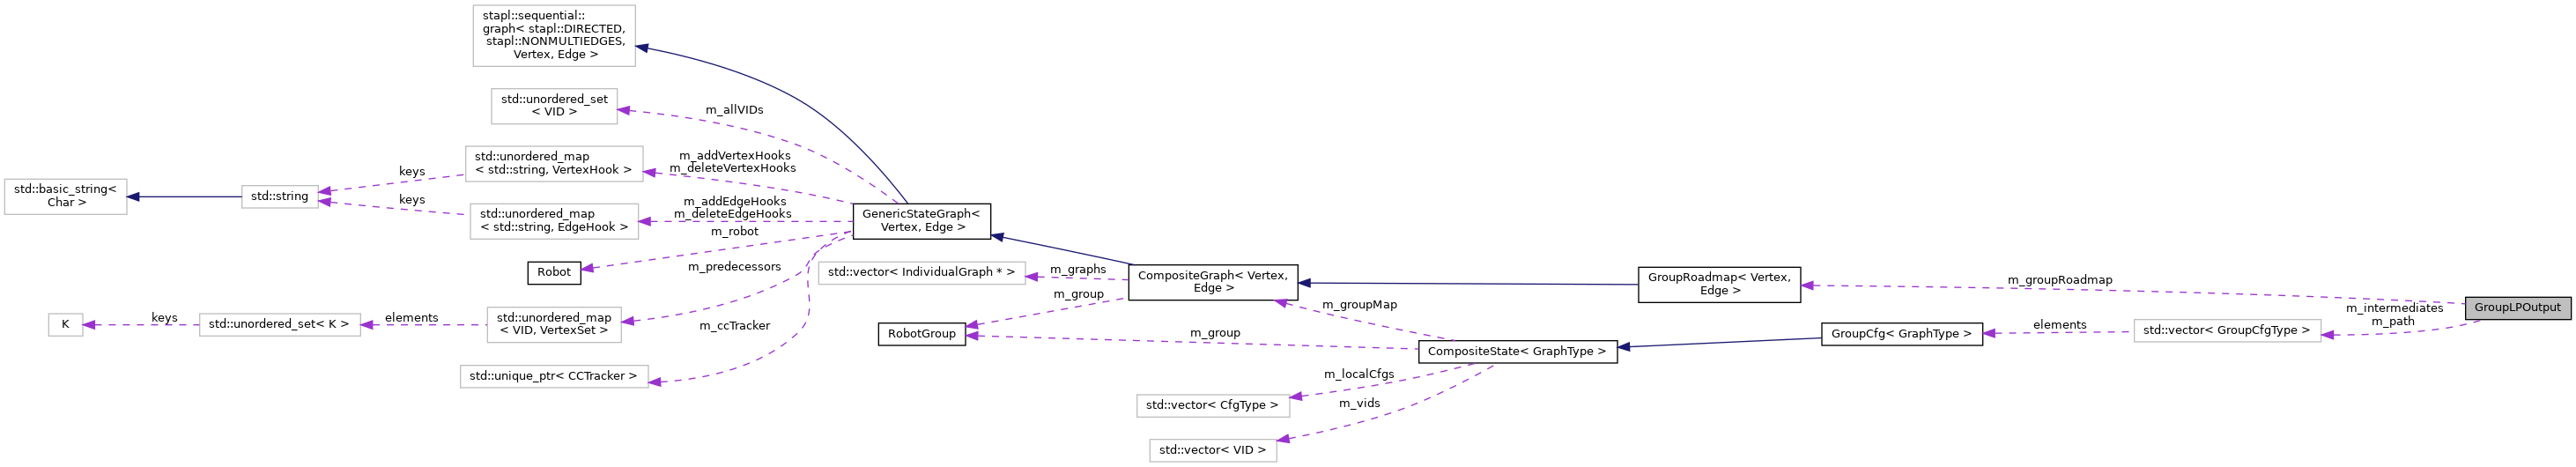 stapl::sequential::
graph< stapl::DIRECTED,
stapl::NONMULTIEDGES,
Vertex, Edge >
std::unordered_set
< VID >
m_allVIDs
std::unordered_map
< std::string, VertexHook >
m_addVertexHooks
m_deleteVertexHooks
keys
std::basic_string<
Char >
std::string
keys
std::unordered_map
< std::string, EdgeHook >
m_addEdgeHooks
m_deleteEdgeHooks
GenericStateGraph<
Vertex, Edge >
m_robot
Robot
m_predecessors
std::vector< IndividualGraph * >
m_graphs
CompositeGraph< Vertex,
Edge >
GroupRoadmap< Vertex,
Edge >
m_groupRoadmap
GroupLPOutput
m_group
m_groupMap
m_intermediates
m_path
K
keys
std::unordered_set< K >
elements
std::unordered_map
< VID, VertexSet >
m_ccTracker
RobotGroup
m_group
GroupCfg< GraphType >
elements
std::vector< GroupCfgType >
CompositeState< GraphType >
std::unique_ptr< CCTracker >
m_localCfgs
std::vector< CfgType >
m_vids
std::vector< VID >